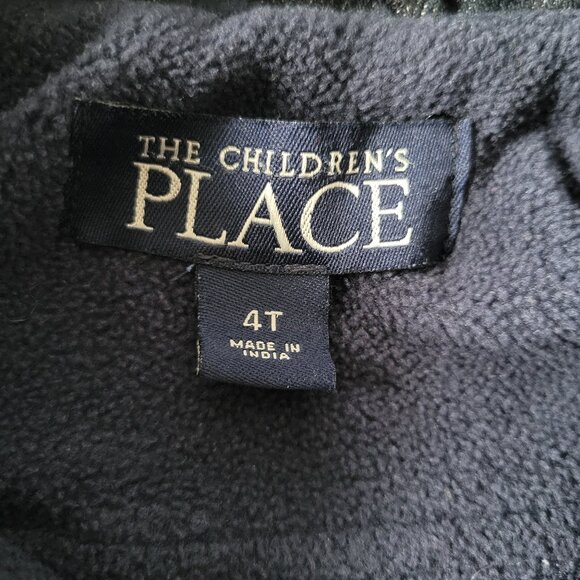 THE CHILDREN'S
PLACE
4T
MADE IN
INDIA